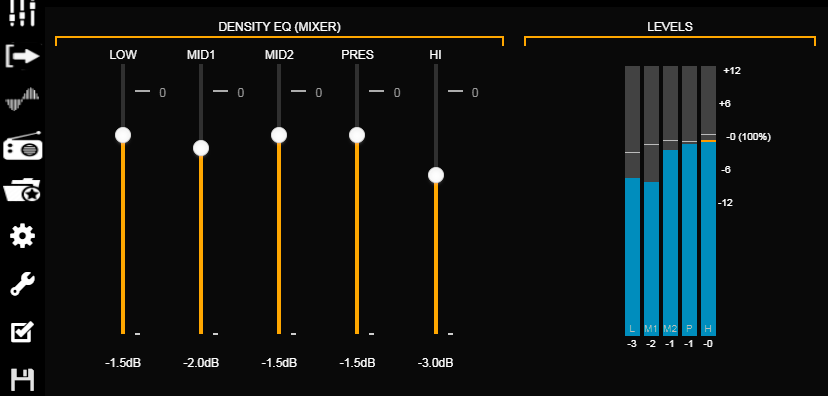 DENSITY EQ (MIXER)
LEVELS
LOW MID1 MID2 PRES HI
0 0 0 0 0
+12
+6
-0 (100%)
-6
-12
L M1 M2 P H
-3 -2 -1 -1 -0
-1.5dB -2.0dB -1.5dB -1.5dB -3.0dB